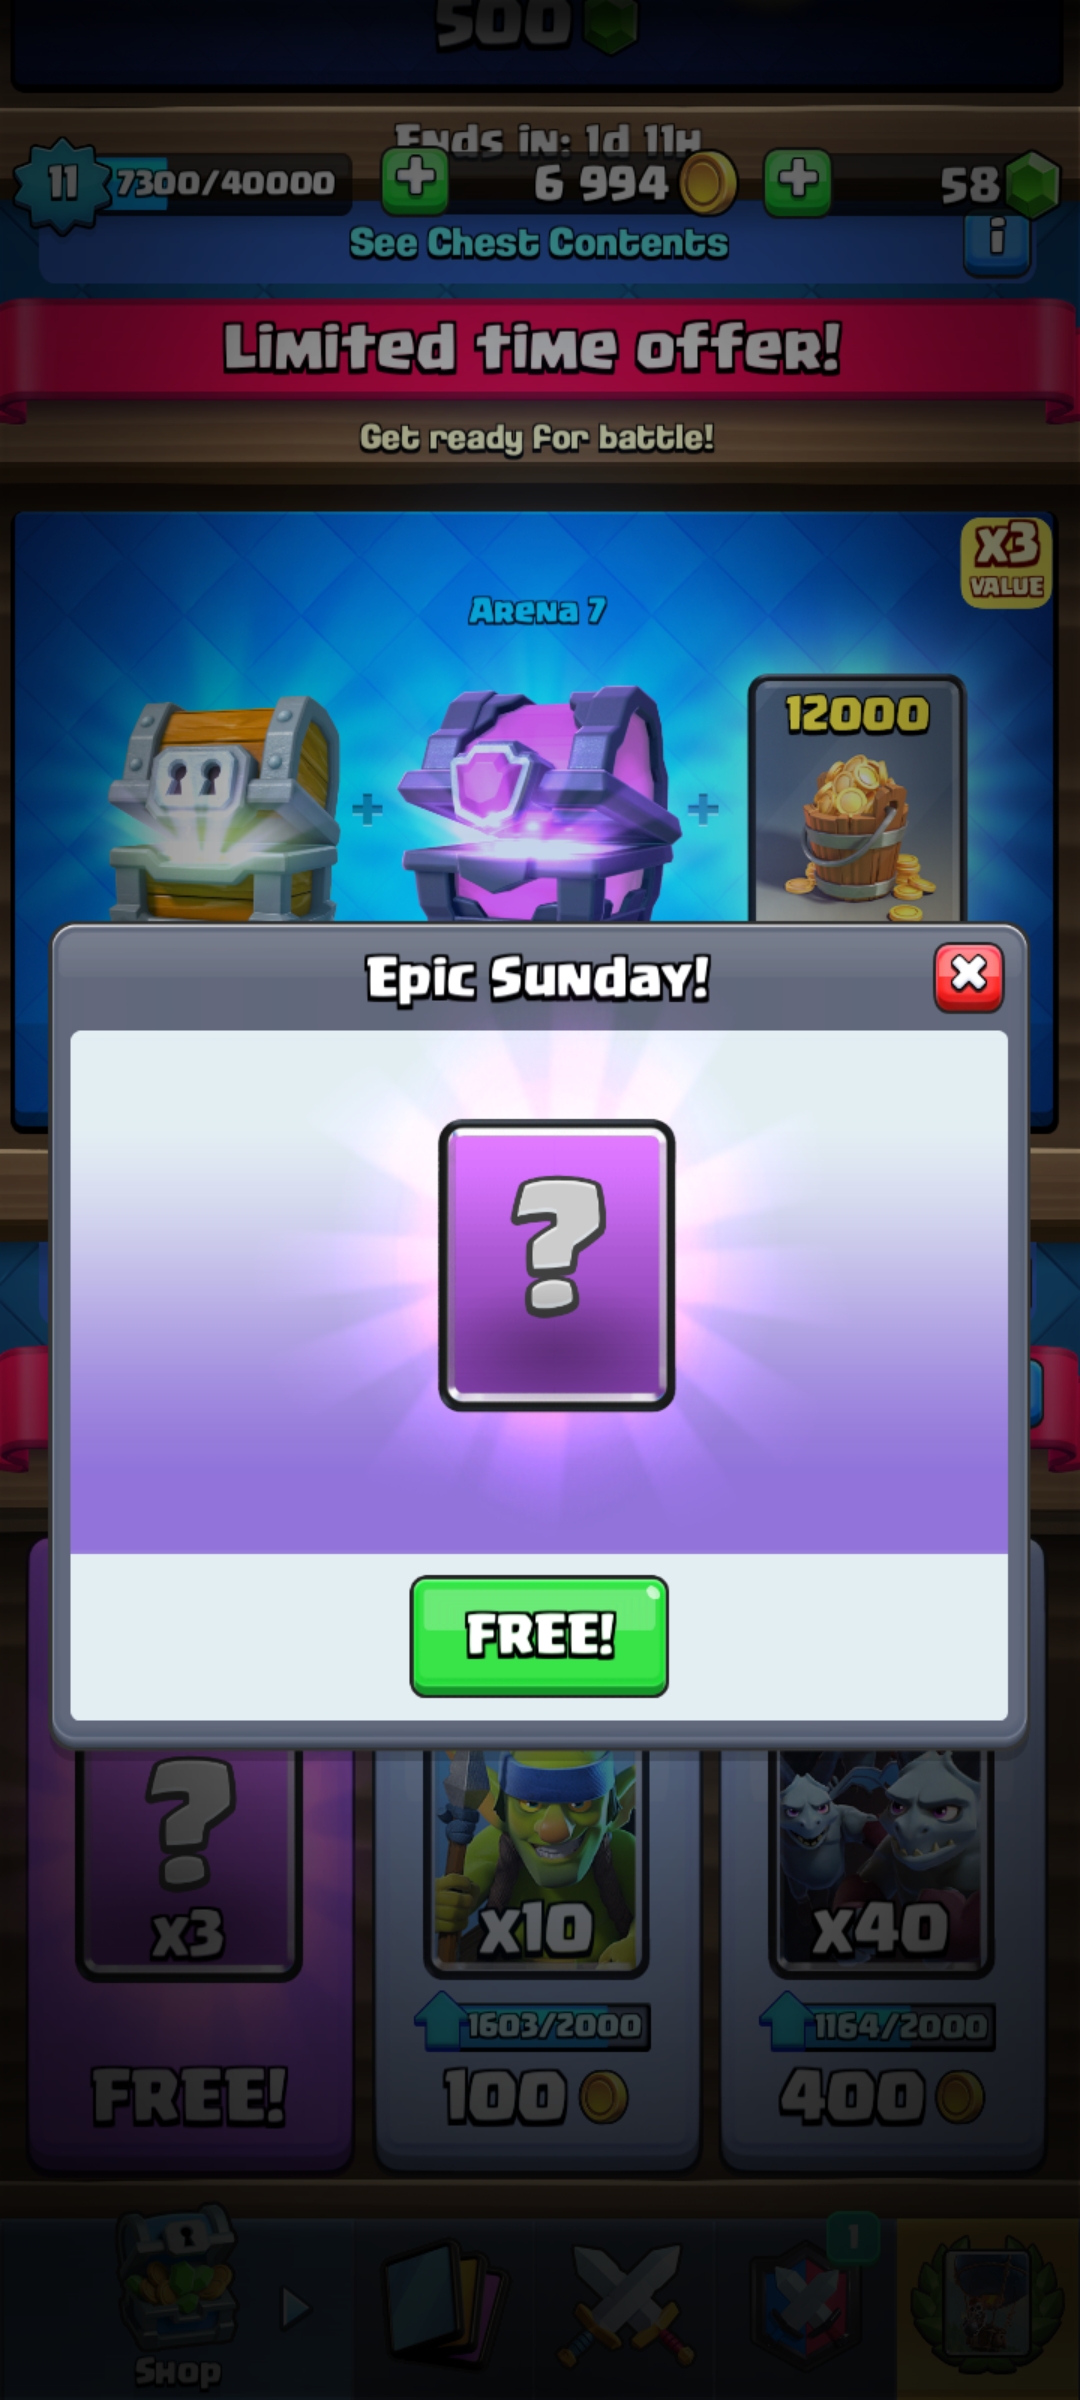 500
Ends in: 1d 11H
11
7300/40000
6 994
58
See Chest Contents
i
Limited time offer!
Get ready for battle!
x3
VALUE
Arena 7
12000
Epic Sunday!
?
FREE!
?
x3
x10
x40
1603/2000
1164/2000
FREE!
100
400
1
Shop